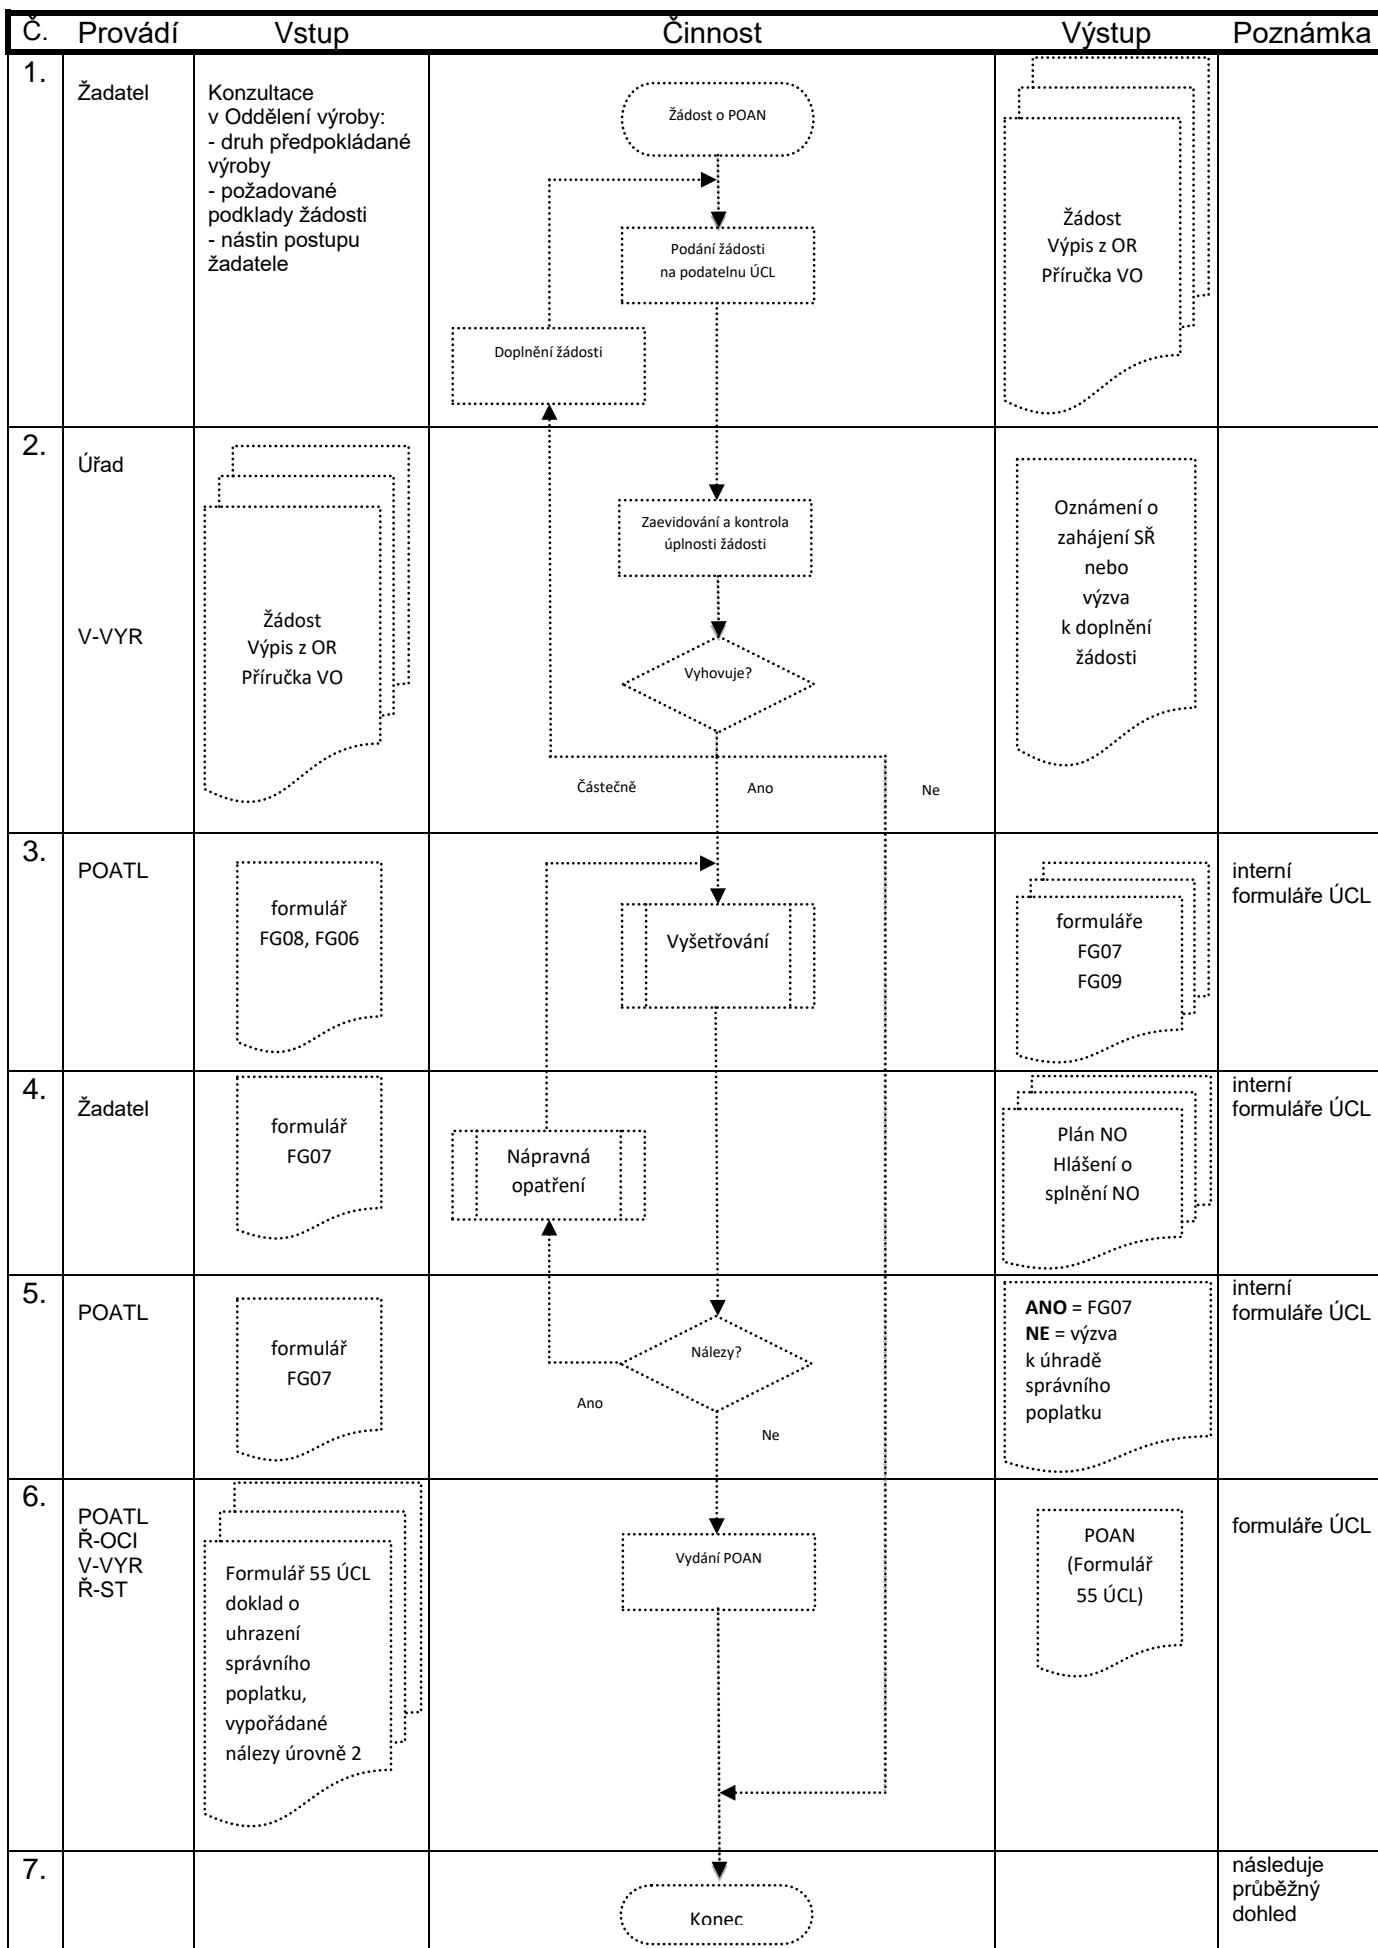 Č. Provádí Vstup Činnost Výstup Poznámka
1.
Žadatel
Konzultace
v Oddělení výroby:
- druh předpokládané
výroby
- požadované
podklady žádosti
- nástin postupu
žadatele
Žádost o POAN
Podání žádosti
na podatelnu ÚCL
Doplnění žádosti
Žádost
Výpis z OR
Příručka VO
2.
Úřad
V-VYR
Žádost
Výpis z OR
Příručka VO
Zaevidování a kontrola
úplnosti žádosti
Vyhovuje?
Částečně
Ano
Ne
Oznámení o
zahájení SŘ
nebo
výzva
k doplnění
žádosti
3.
POATL
formulář
FG08, FG06
Vyšetřování
formuláře
FG07
FG09
interní
formuláře ÚCL
4.
Žadatel
formulář
FG07
Nápravná
opatření
Plán NO
Hlášení o
splnění NO
interní
formuláře ÚCL
5.
POATL
formulář
FG07
Nálezy?
Ano
Ne
ANO = FG07
NE = výzva
k úhradě
správního
poplatku
interní
formuláře ÚCL
6.
POATL
Ř-OCI
V-VYR
Ř-ST
Formulář 55 ÚCL
doklad o
uhrazení
správního
poplatku,
vypořádané
nálezy úrovně 2
Vydání POAN
POAN
(Formulář
55 ÚCL)
formuláře ÚCL
7.
Konec
následuje
průběžný
dohled